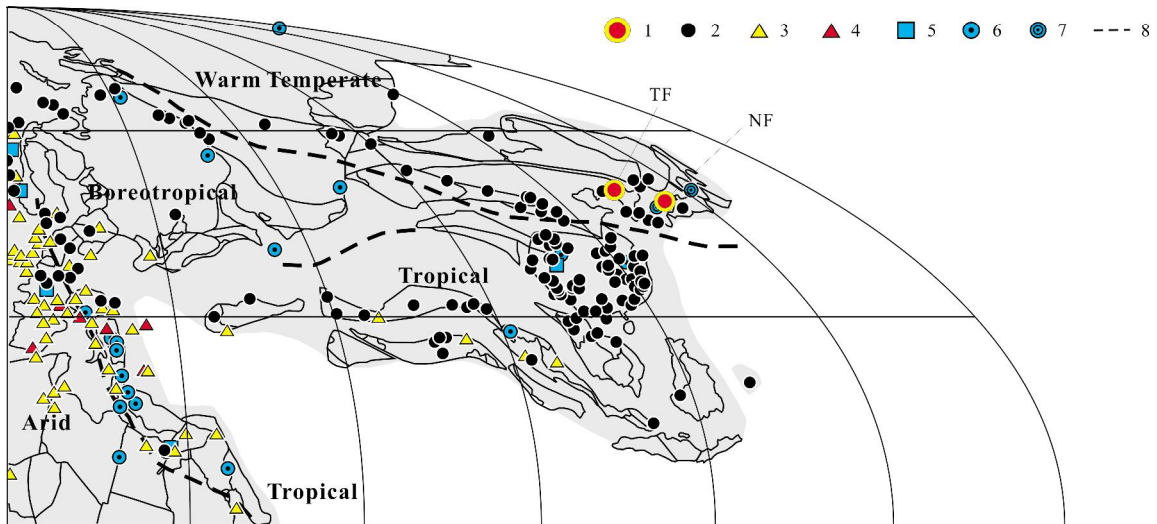 1 2 3 4 5 6 7 8
Warm Temperate
TF
NF
Boreotropical
Tropical
Arid
Tropical